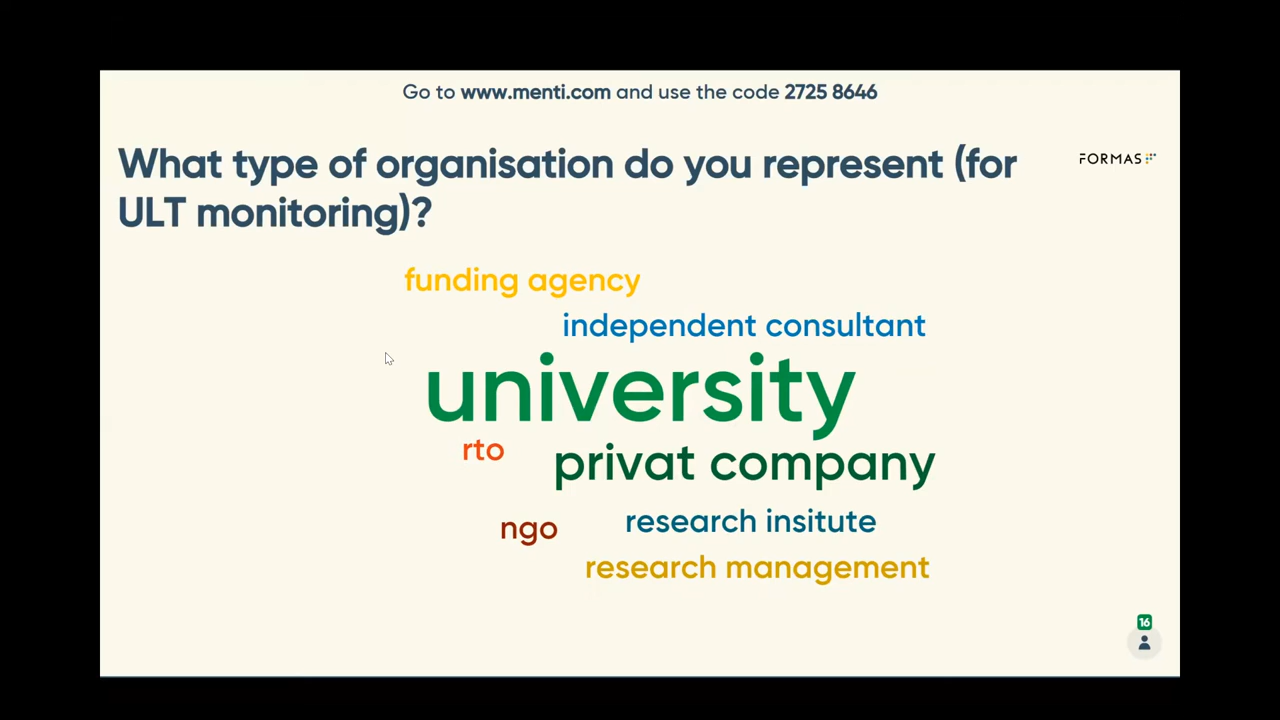 Go to www.menti.com and use the code 2725 8646
What type of organisation do you represent (for
ULT monitoring)?
FORMAS
funding agency
independent consultant
university
rto
privat company
ngo
research insitute
research management
16